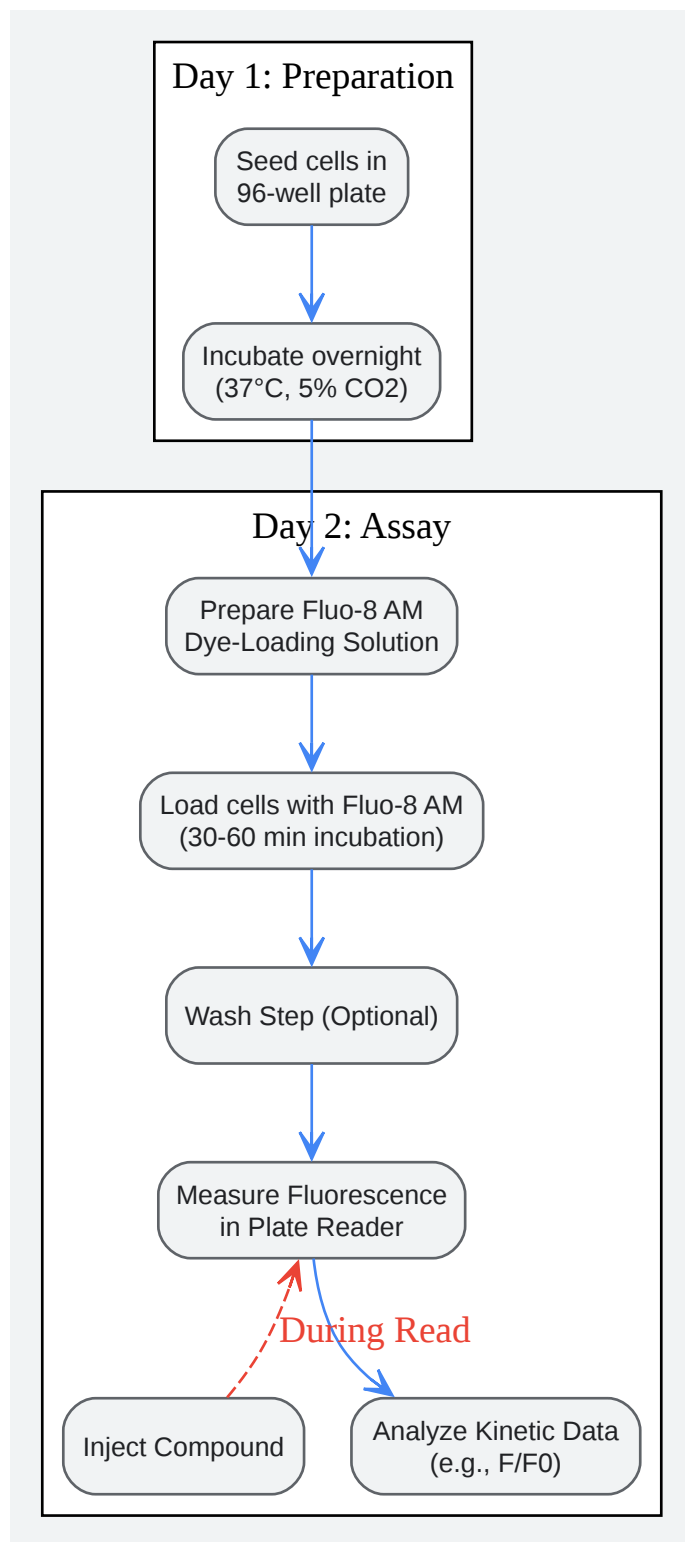 Day 1: Preparation
Seed cells in
96-well plate
Incubate overnight
(37°C, 5% CO2)
Day 2: Assay
Prepare Fluo-8 AM
Dye-Loading Solution
Load cells with Fluo-8 AM
(30-60 min incubation)
Wash Step (Optional)
Measure Fluorescence
in Plate Reader
During Read
Inject Compound
Analyze Kinetic Data
(e.g., F/F0)